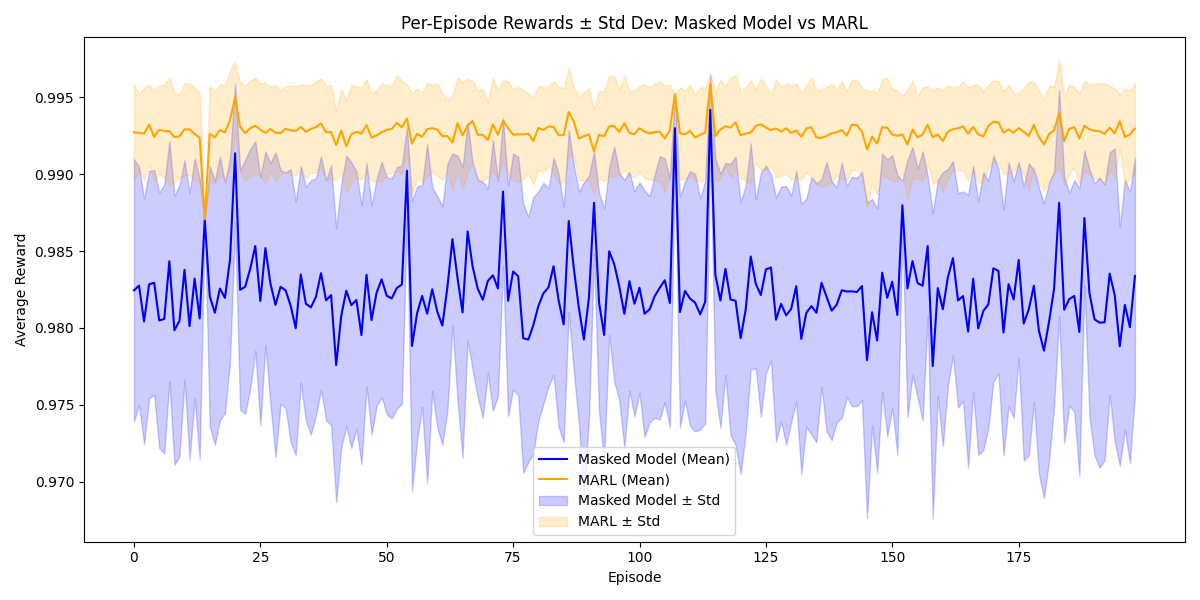 Per-Episode Rewards ± Std Dev: Masked Model vs MARL
Average Reward
0.995
0.990
0.985
0.980
0.975
0.970
Masked Model (Mean)
MARL (Mean)
Masked Model ± Std
MARL ± Std
0 25 50 75 100 125 150 175
Episode